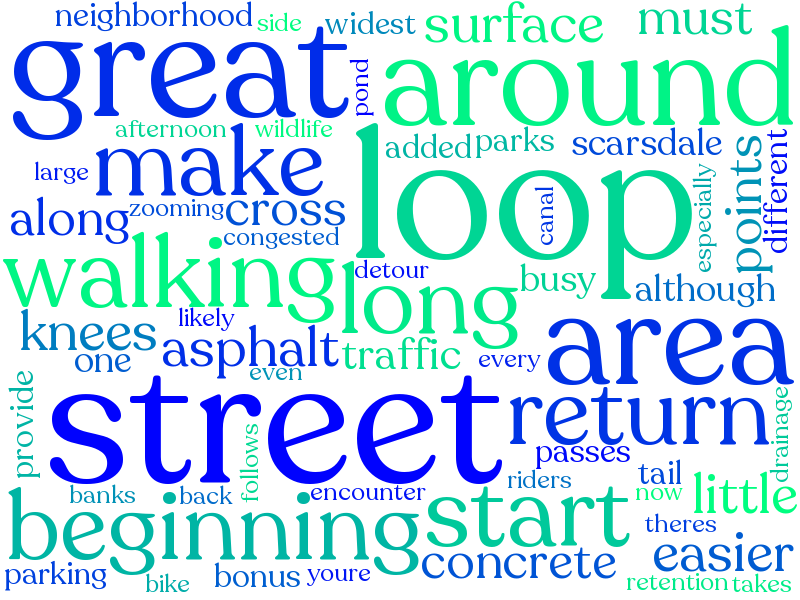 neighborhood
side
widest
surface
must
great
around
pond
afternoon
wildlife
make
added
parks
scarsdale
points
different
large
loop
especially
along
zooming
cross
canal
congested
walking
detour
long
busy
although
likely
knees
asphalt
traffic
area
one
even
every
street
return
provide
drainage
follows
passes
tail
banks
back
encounter
riders
now
little
beginning
start
theres
concrete
easier
parking
bike
bonus
youre
retention
takes